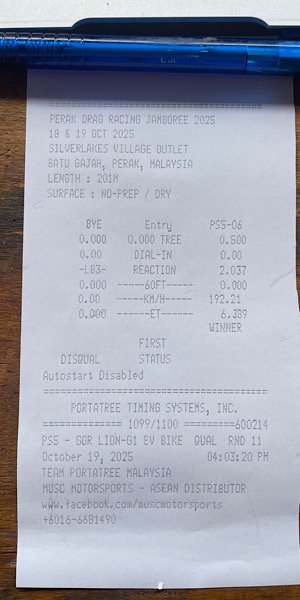 ===================================
PERAK DRAG RACING JAMBOREE 2025
18 & 19 OCT 2025
SILVERLAKES VILLAGE OUTLET
BATU GAJAH, PERAK, MALAYSIA
LENGTH : 201M
SURFACE : NO-PREP / DRY
BYE Entry PS5-06
0.000 0.000 TREE 0.500
0.00 DIAL-IN 0.00
-LB3- REACTION 2.037
0.000 -----60FT----- 0.000
0.00 -----KM/H----- 192.21
0.000 ------ET------ 6.389
WINNER
FIRST
DISQUAL STATUS
Autostart Disabled
=====================================
PORTATREE TIMING SYSTEMS, INC.
============ 1099/1100 =========600214
PS5 - GGR LION-G1 EV BIKE QUAL RND 11
October 19, 2025 04:03:20 PM
TEAM PORTATREE MALAYSIA
MUSC MOTORSPORTS - ASEAN DISTRIBUTOR
www.facebook.com/muscmotorsports
+6016-6681490